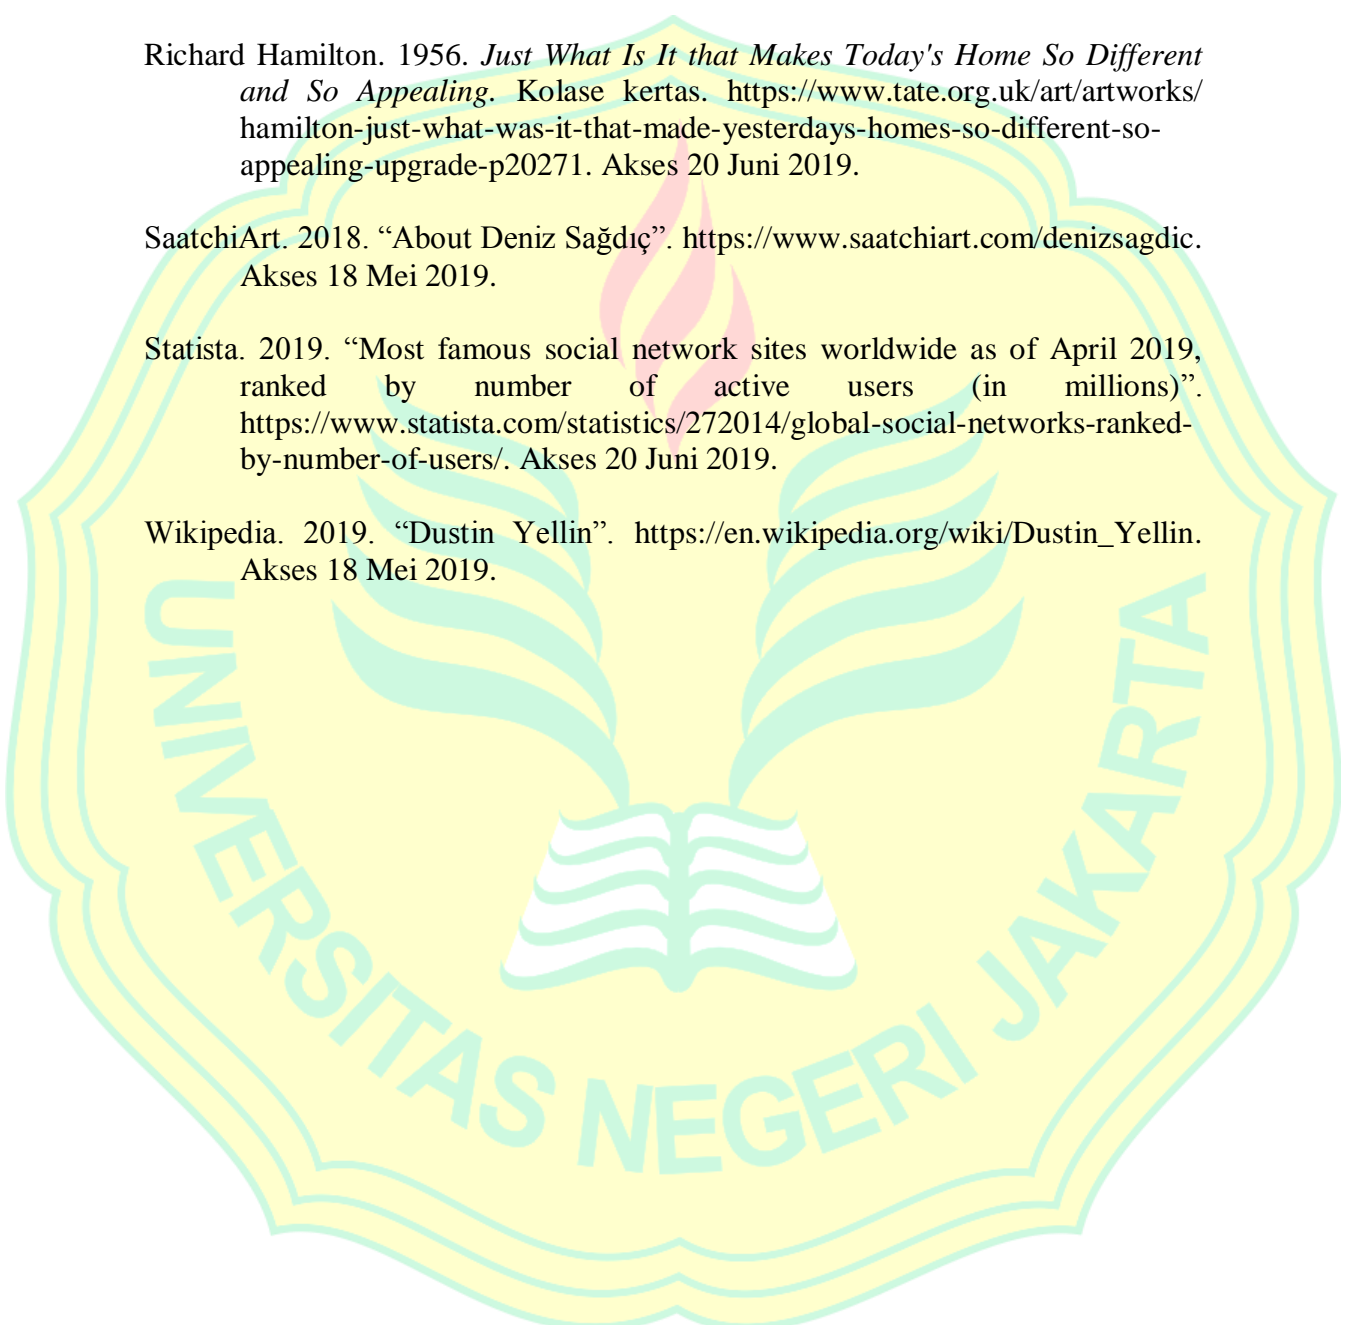 Richard Hamilton. 1956. Just What Is It that Makes Today's Home So Different
and So Appealing. Kolase kertas. https://www.tate.org.uk/art/artworks/
hamilton-just-what-was-it-that-made-yesterdays-homes-so-different-so-
appealing-upgrade-p20271. Akses 20 Juni 2019.
SaatchiArt. 2018. “About Deniz Sağdıç”. https://www.saatchiart.com/denizsagdic.
Akses 18 Mei 2019.
Statista. 2019. “Most famous social network sites worldwide as of April 2019,
ranked by number of active users (in millions)”.
https://www.statista.com/statistics/272014/global-social-networks-ranked-
by-number-of-users/. Akses 20 Juni 2019.
Wikipedia. 2019. “Dustin Yellin”. https://en.wikipedia.org/wiki/Dustin_Yellin.
Akses 18 Mei 2019.
UNIVERSITAS NEGERI JAKARTA